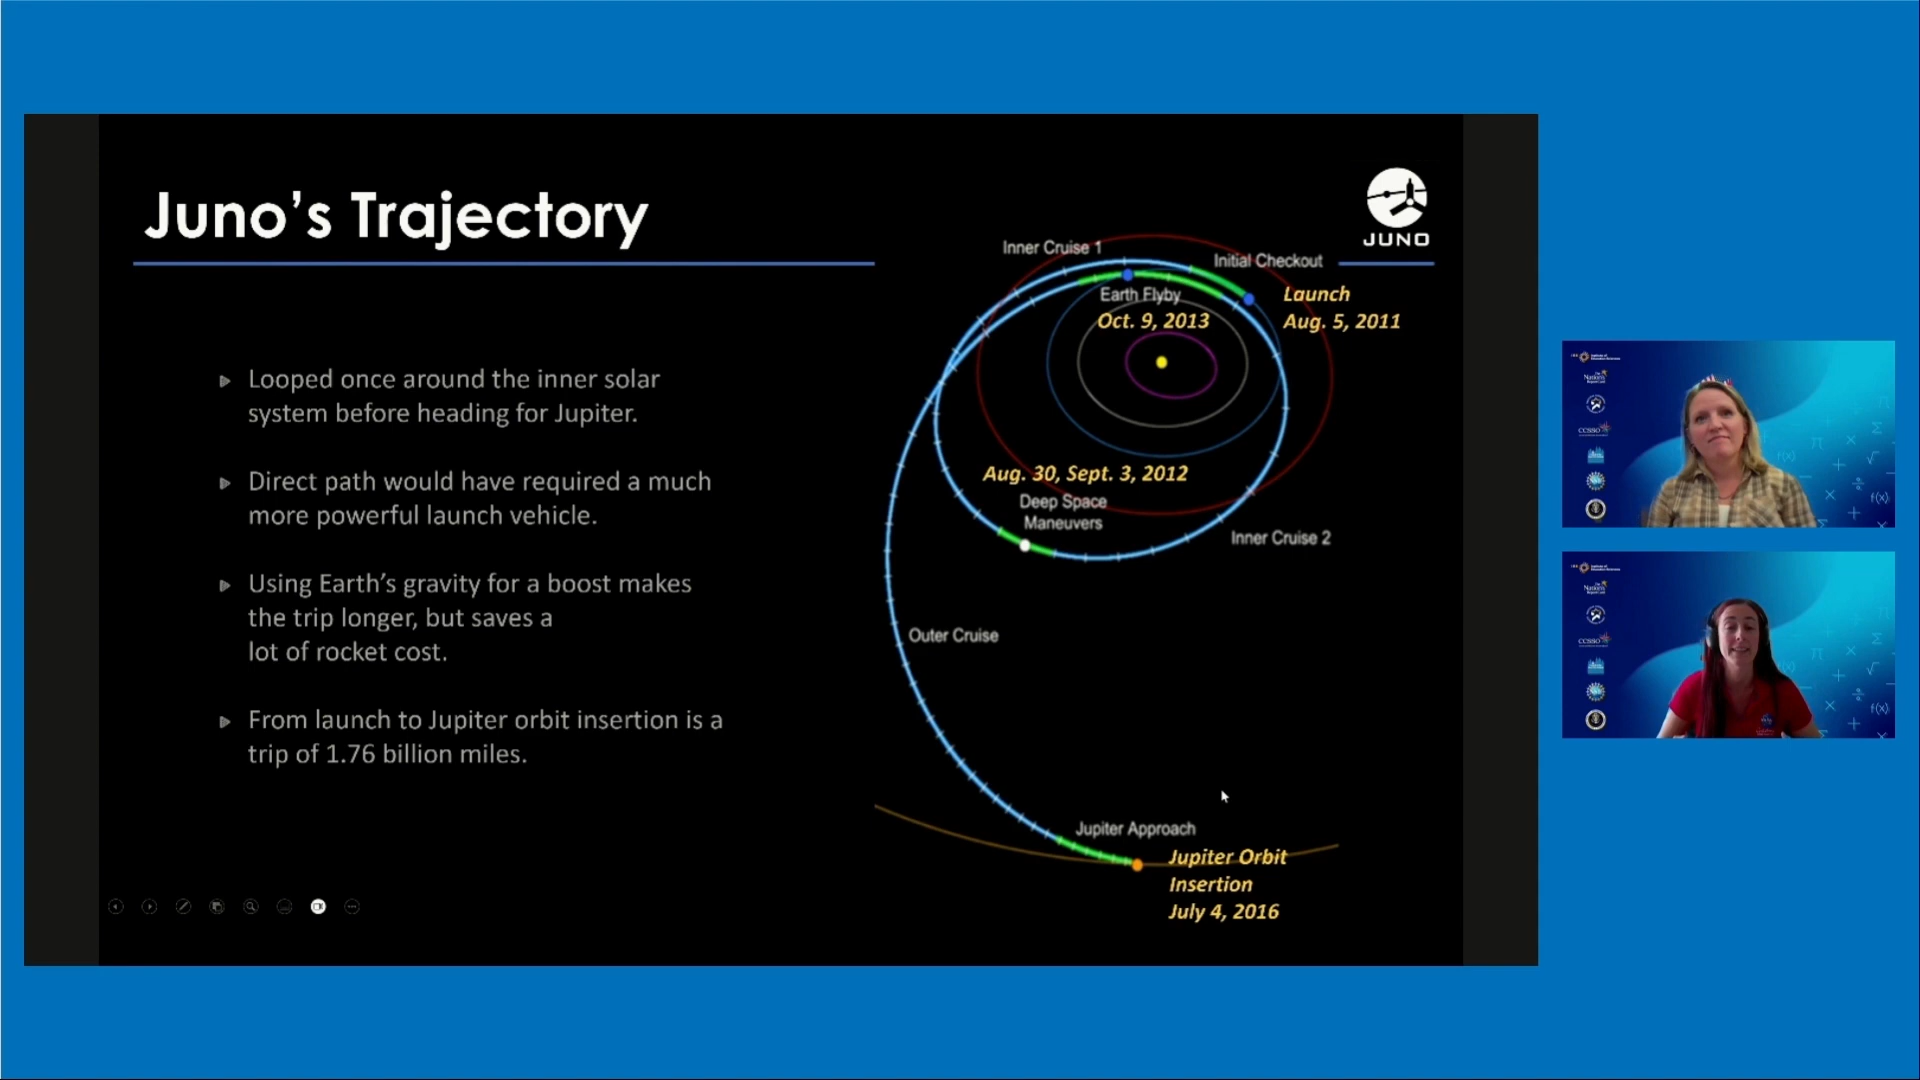 Juno's Trajectory
JUNO
Looped once around the inner solar
system before heading for Jupiter.
Direct path would have required a much
more powerful launch vehicle.
Using Earth's gravity for a boost makes
the trip longer, but saves a
lot of rocket cost.
From launch to Jupiter orbit insertion is a
trip of 1.76 billion miles.
Inner Cruise 1
Initial Checkout
Launch
Aug. 5, 2011
Earth Flyby
Oct. 9, 2013
Aug. 30, Sept. 3, 2012
Deep Space
Maneuvers
Inner Cruise 2
Outer Cruise
Jupiter Approach
Jupiter Orbit
Insertion
July 4, 2016
CCSSO
f(x)
CCSSO
f(x)